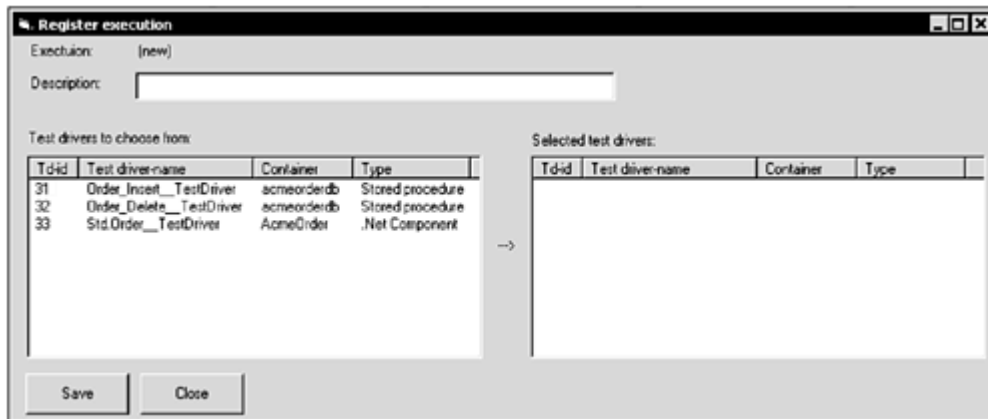 Register execution
Exectuion: (new)
Description:
Test drivers to choose from:
Td-id Test driver-name Container Type
31 Order_Insert__TestDriver acmeorderdb Stored procedure
32 Order_Delete__TestDriver acmeorderdb Stored procedure
33 Std.Order__TestDriver AcmeOrder .Net Component
-->
Selected test drivers:
Td-id Test driver-name Container Type
Save Close